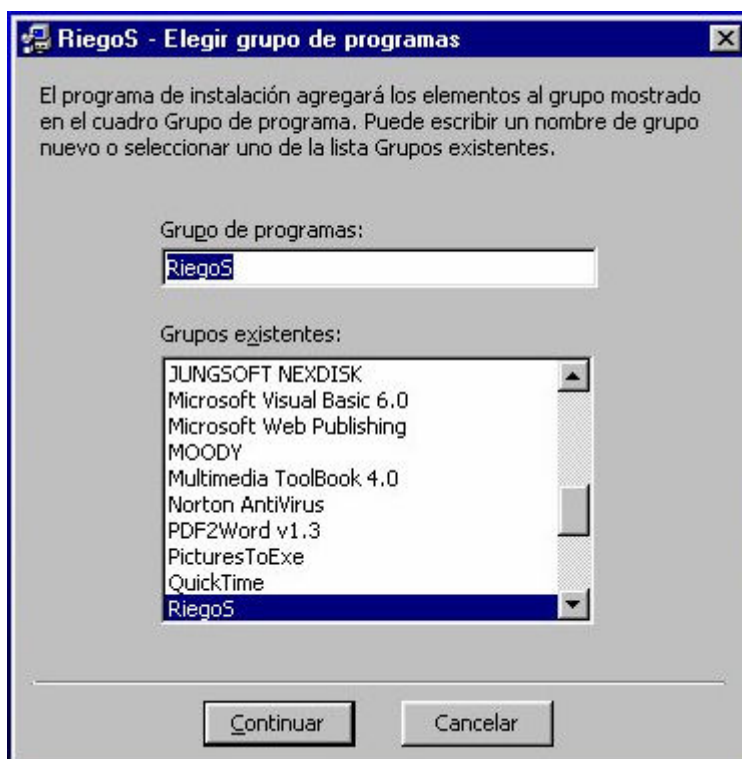 RiegoS - Elegir grupo de programas
El programa de instalación agregará los elementos al grupo mostrado
en el cuadro Grupo de programa. Puede escribir un nombre de grupo
nuevo o seleccionar uno de la lista Grupos existentes.
Grupo de programas:
RiegoS
Grupos existentes:
JUNGSOFT NEXDISK
Microsoft Visual Basic 6.0
Microsoft Web Publishing
MOODY
Multimedia ToolBook 4.0
Norton AntiVirus
PDF2Word v1.3
PicturesToExe
QuickTime
RiegoS
Continuar
Cancelar